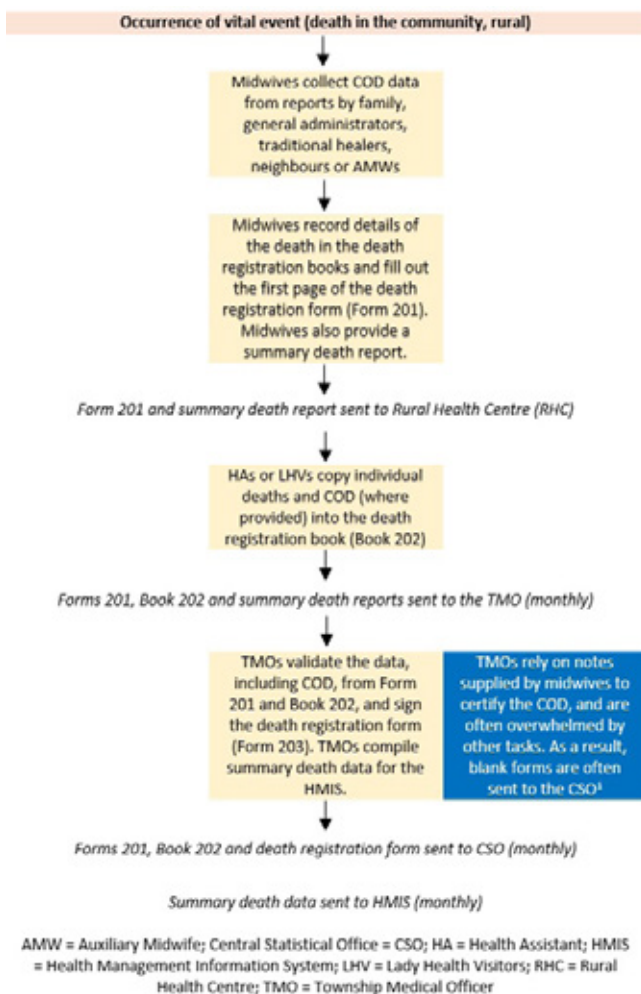 Occurrence of vital event (death in the community, rural)
Midwives collect COD data
from reports by family,
general administrators,
traditional healers,
neighbours or AMWs
Midwives record details of
the death in the death
registration books and fill out
the first page of the death
registration form (Form 201).
Midwives also provide a
summary death report.
Form 201 and summary death report sent to Rural Health Centre (RHC)
HAs or LHVs copy individual
deaths and COD (where
provided) into the death
registration book (Book 202)
Forms 201, Book 202 and summary death reports sent to the TMO (monthly)
TMOs validate the data,
including COD, from Form
201 and Book 202, and sign
the death registration form
(Form 203). TMOs compile
summary death data for the
HMIS.
TMOs rely on notes
supplied by midwives to
certify the COD, and are
often overwhelmed by
other tasks. As a result,
blank forms are often
sent to the CSO¹
Forms 201, Book 202 and death registration form sent to CSO (monthly)
Summary death data sent to HMIS (monthly)
AMW = Auxiliary Midwife; Central Statistical Office = CSO; HA = Health Assistant; HMIS
= Health Management Information System; LHV = Lady Health Visitors; RHC = Rural
Health Centre; TMO = Township Medical Officer